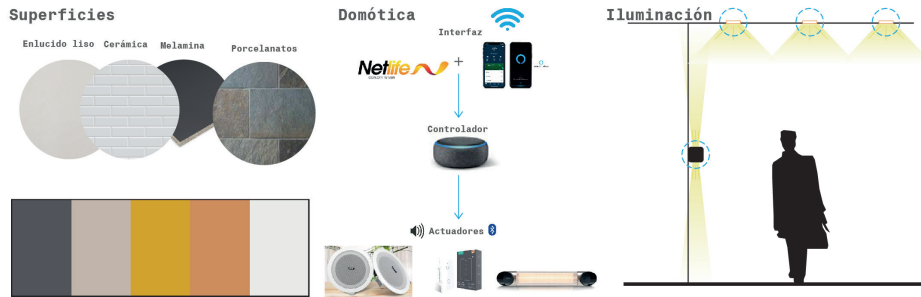 Superficies
Enlucido liso
Cerámica
Melamina
Porcelanatos
Domótica
Interfaz
Netlife
+
Controlador
Actuadores
Iluminación